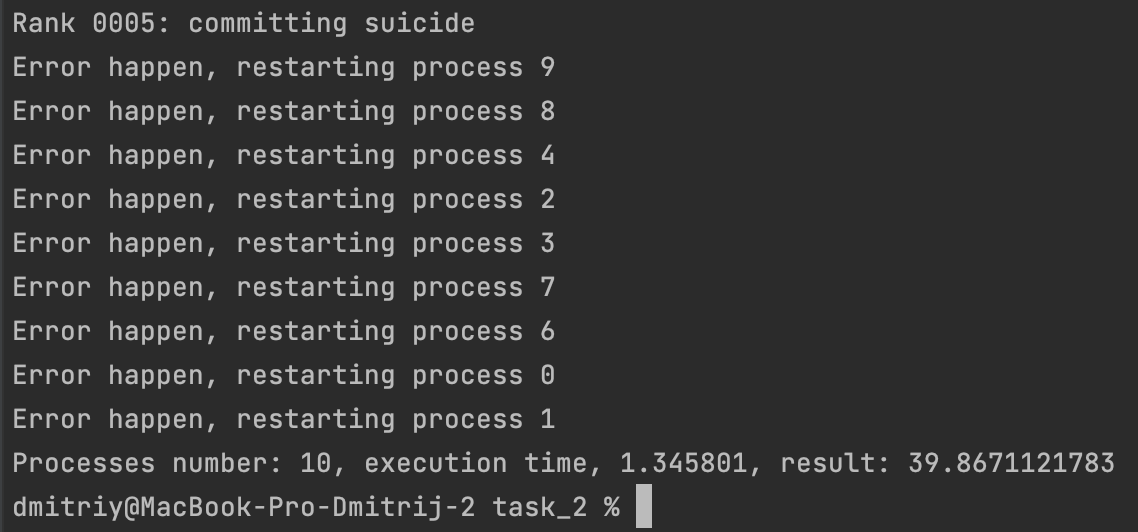 Rank 0005: committing suicide
Error happen, restarting process 9
Error happen, restarting process 8
Error happen, restarting process 4
Error happen, restarting process 2
Error happen, restarting process 3
Error happen, restarting process 7
Error happen, restarting process 6
Error happen, restarting process 0
Error happen, restarting process 1
Processes number: 10, execution time, 1.345801, result: 39.8671121783
dmitriy@MacBook-Pro-Dmitrij-2 task_2 %